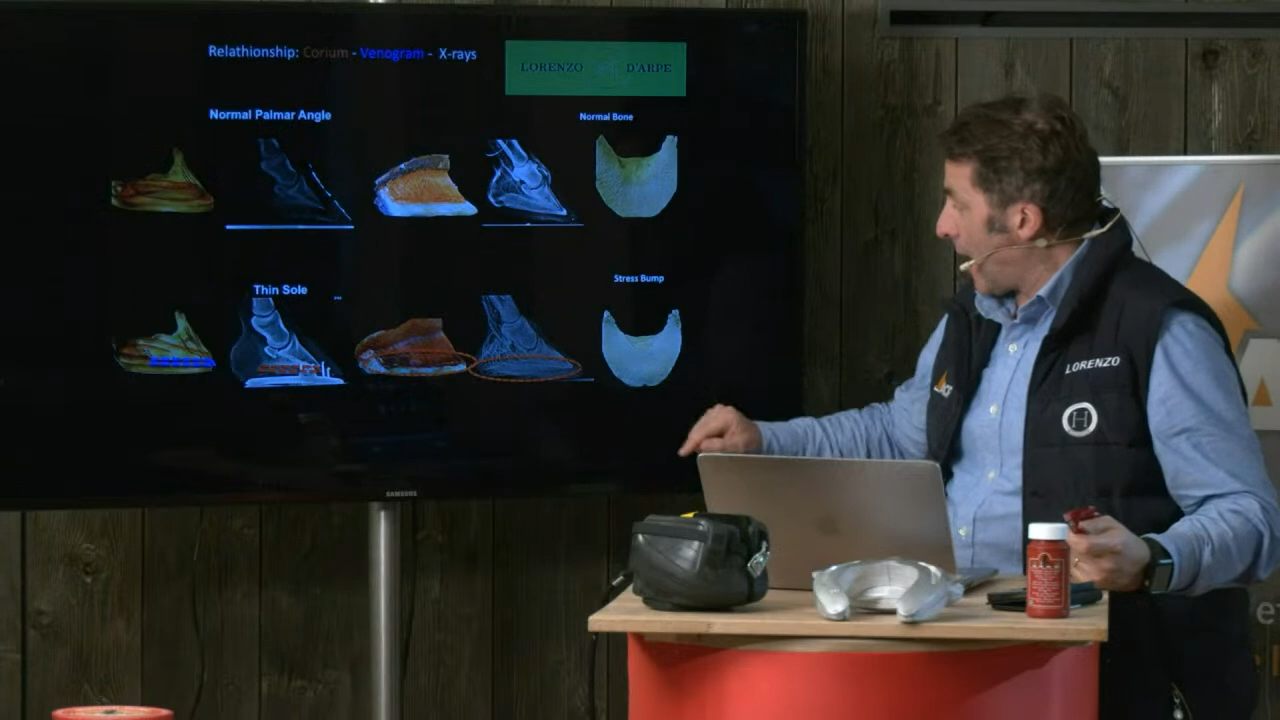 Relathionship: Corium - Venogram - X-rays
LORENZO D'ARPE
Normal Palmar Angle
Normal Bone
Thin Sole
...
Stress Bump
SAMSUNG
LORENZO
H